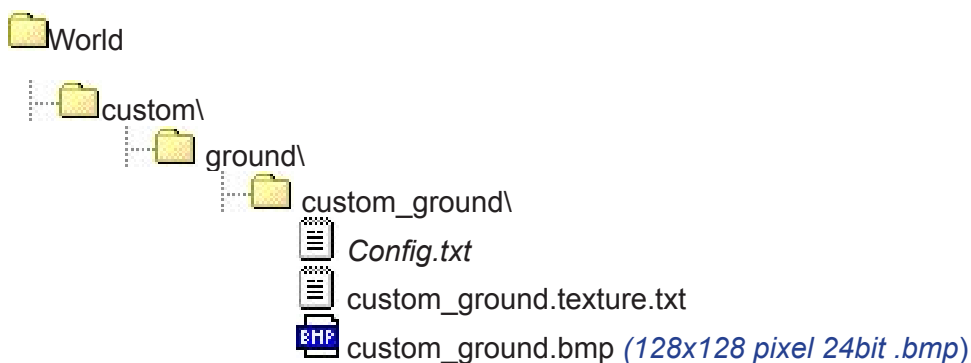 World
custom\
ground\
custom_ground\
Config.txt
custom_ground.texture.txt
BMP custom_ground.bmp (128x128 pixel 24bit .bmp)